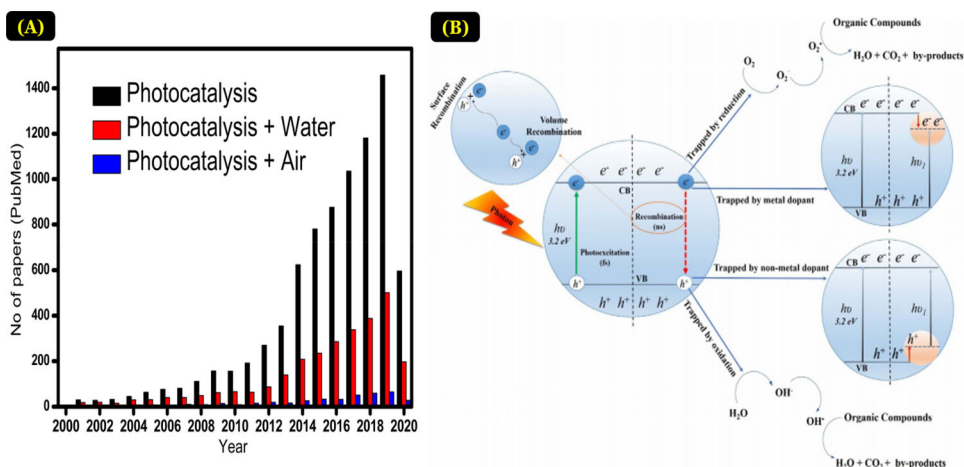 (A)
No of papers (PubMed)
1400
1200
1000
800
600
400
200
0
Photocatalysis
Photocatalysis + Water
Photocatalysis + Air
2000 2002 2004 2006 2008 2010 2012 2014 2016 2018 2020
Year
(B)
Surface
Recombination
h⁺
e⁻
Volume
Recombination
e⁻
e⁻
h⁺
Photon
e⁻ e⁻ e⁻ e⁻
e⁻
CB
e⁻
hυ
3.2 eV
Photoexcitation
(fs)
Recombination
(ns)
VB
h⁺
h⁺
h⁺ h⁺ h⁺ h⁺
Trapped by reduction
O₂
O₂⁻
O₂•
Organic Compounds
H₂O + CO₂ + by-products
Trapped by metal dopant
CB
e⁻ e⁻ e⁻ e⁻
e⁻ e⁻
hυ
3.2 eV
hυ₁
h⁺ h⁺ h⁺ h⁺
VB
Trapped by non-metal dopant
CB
e⁻ e⁻ e⁻ e⁻
hυ
3.2 eV
hυ₁
h⁺
h⁺ h⁺
VB
Trapped by oxidation
H₂O
OH⁻
OH•
Organic Compounds
H₂O + CO₂ + by-products